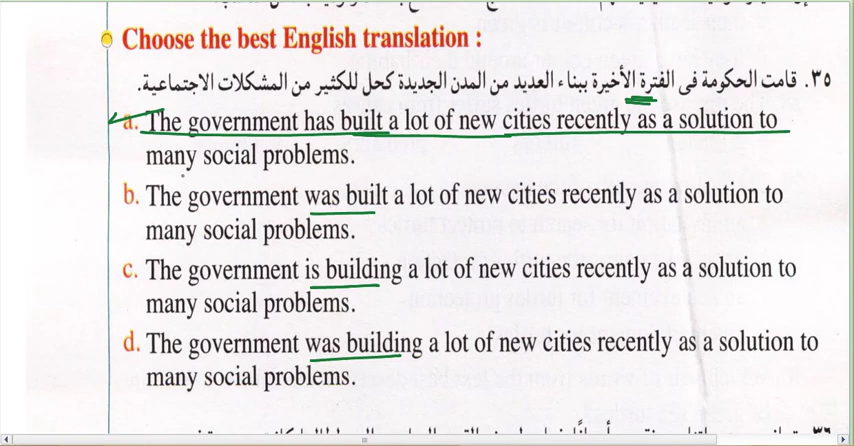 Choose the best English translation :
٣٥. قامت الحكومة فى الفترة الأخيرة ببناء العديد من المدن الجديدة كحل للكثير من المشكلات الاجتماعية.
a. The government has built a lot of new cities recently as a solution to
many social problems.
b. The government was built a lot of new cities recently as a solution to
many social problems.
c. The government is building a lot of new cities recently as a solution to
many social problems.
d. The government was building a lot of new cities recently as a solution to
many social problems.